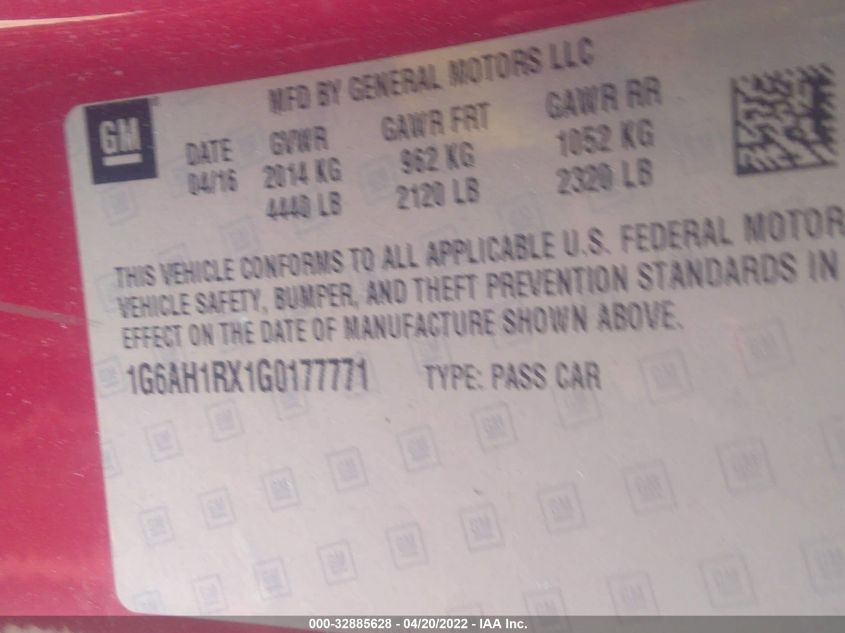 MFD BY GENERAL MOTORS LLC
GM
DATE GVWR GAWR FRT GAWR RR
04/16 2014 KG 962 KG 1052 KG
4440 LB 2120 LB 2320 LB
THIS VEHICLE CONFORMS TO ALL APPLICABLE U.S. FEDERAL MOTOR
VEHICLE SAFETY, BUMPER, AND THEFT PREVENTION STANDARDS IN
EFFECT ON THE DATE OF MANUFACTURE SHOWN ABOVE.
1G6AH1RX1G0177771 TYPE: PASS CAR
000-32885628 - 04/20/2022 - IAA Inc.